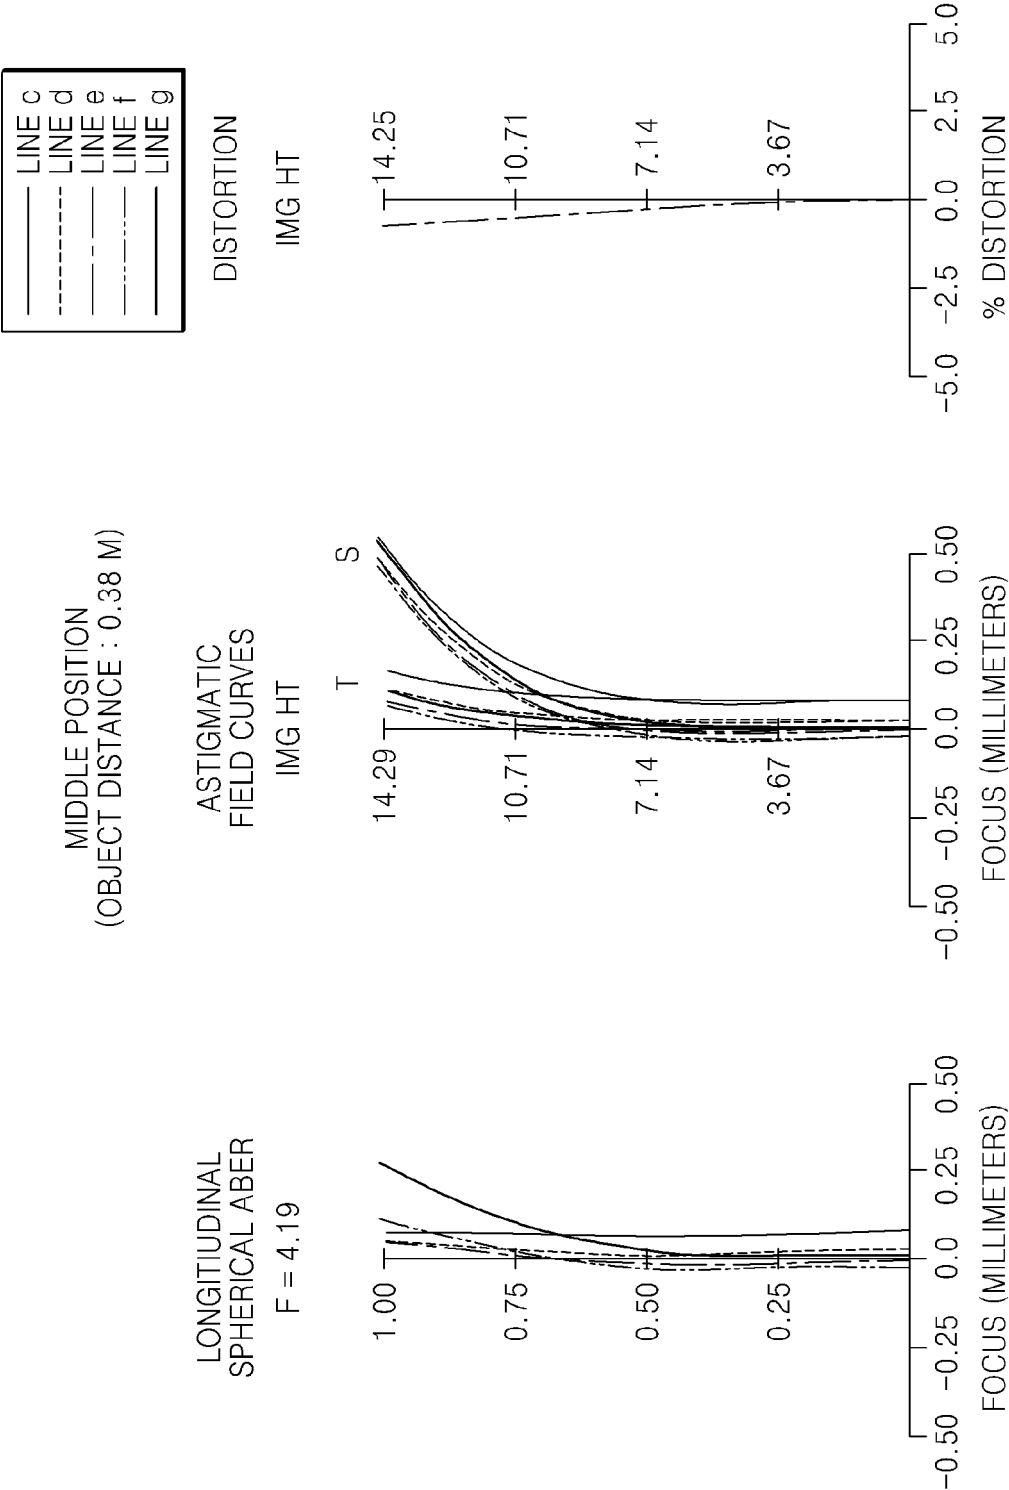 MIDDLE POSITION
(OBJECT DISTANCE : 0.38 M)
LINE c
LINE d
LINE e
LINE f
LINE g
LONGITUDINAL
SPHERICAL ABER
F = 4.19
1.00
0.75
0.50
0.25
-0.50 -0.25 0.0 0.25 0.50
FOCUS (MILLIMETERS)
ASTIGMATIC
FIELD CURVES
IMG HT
T S
14.29
10.71
7.14
3.67
-0.50 -0.25 0.0 0.25 0.50
FOCUS (MILLIMETERS)
DISTORTION
IMG HT
14.25
10.71
7.14
3.67
-5.0 -2.5 0.0 2.5 5.0
% DISTORTION